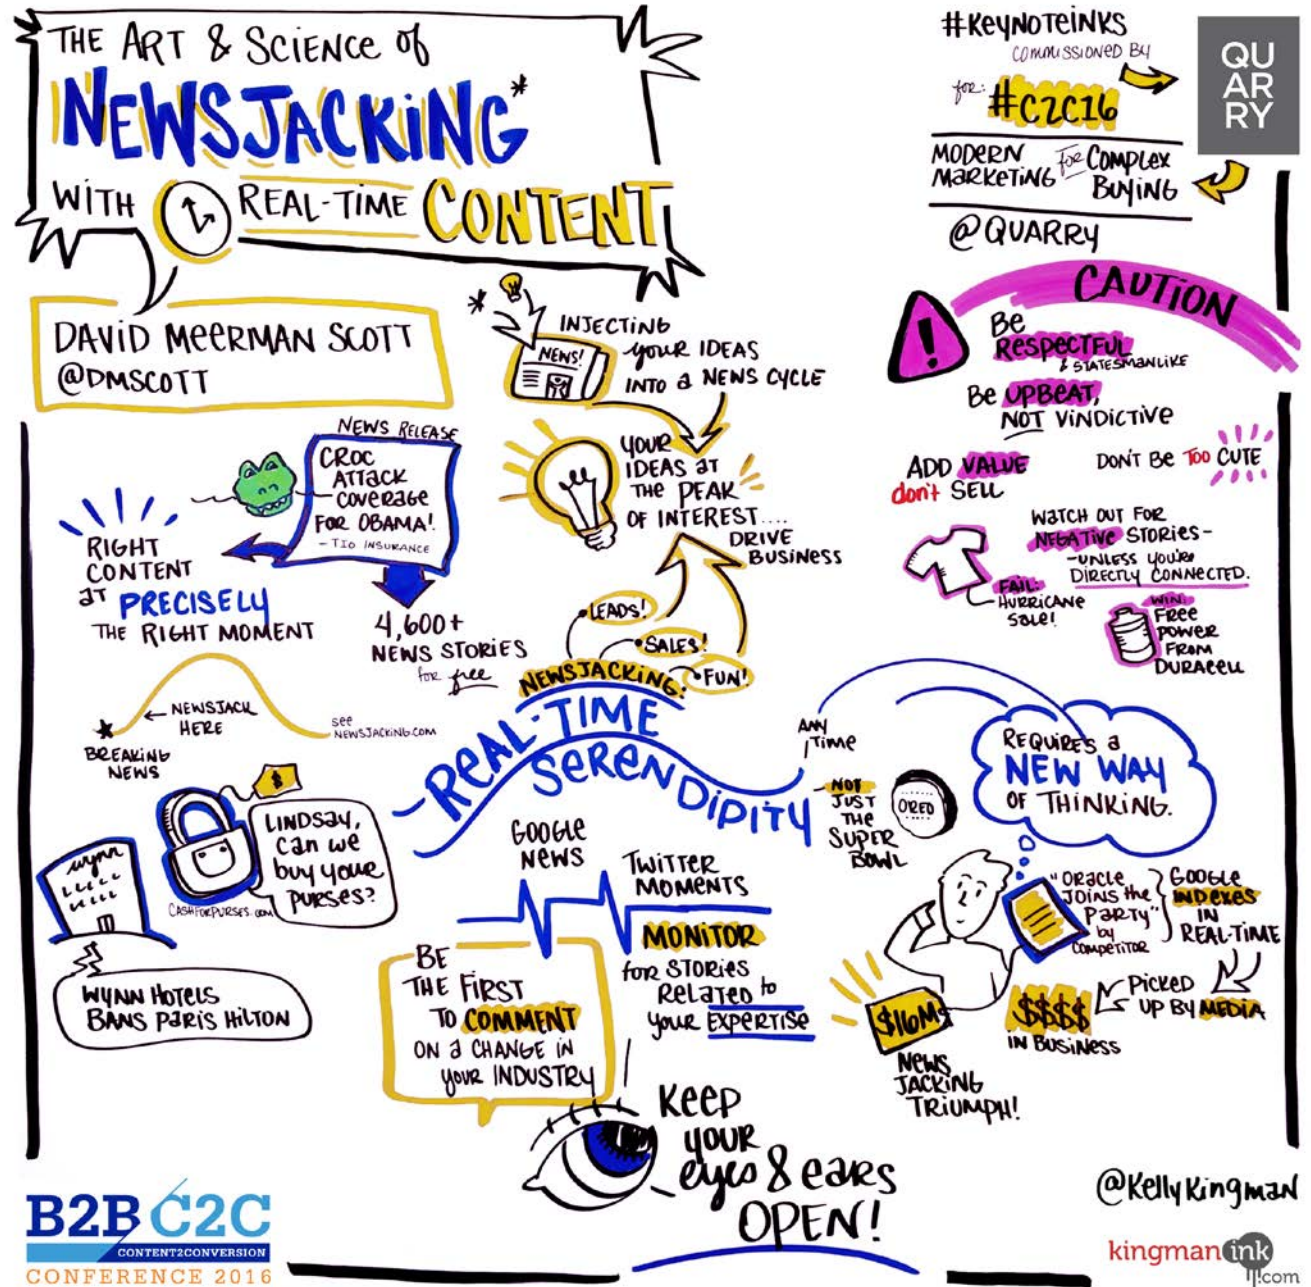 THE ART & SCIENCE of
NEWSJACKING*
WITH REAL-TIME CONTENT
DAVID MEERMAN SCOTT
@DMSCOTT
#KeyNOTeiNKS
COMMISSIONED BY
for:
#C2C16
QU
AR
RY
MODERN
MARKETING FOR COMPLEX
BUYING
@QUARRY
*
NEWS!
INJECTING
YOUR IDEAS
INTO a NEWS CYCLE
YOUR
IDEAS aT
THE PEAK
OF INTEREST....
DRIVE
BUSINESS
CAUTION
!
Be
RESPECTFUL
& STATESMANLIKE
Be UPBEAT,
NOT VINDICTIVE
ADD VALUE
don't SELL
DON'T BE TOO CUTE
WATCH OUT FOR
NEGATIVE STORIES-
-UNLESS YOU'RE
DIRECTLY CONNECTED.
FAIL:
HURRICANE
SALE!
WIN:
FREE
POWER
FROM
DURACELL
NEWS RELEASE
CROC
ATTACK
COVERAGE
FOR OBAMA!
- TIO INSURANCE
4,600+
NEWS STORIES
for free
RIGHT
CONTENT
aT PRECISELY
THE RIGHT MOMENT
NEWSJACK
HERE
BREAKING
NEWS
see
NEWSJACKING.COM
LEADS!
SALES!
FUN!
NEWSJACKING:
REAL-TIME
SERENDIPITY
ANY
TIME
NOT
JUST
THE
SUPER
BOWL
OREO
REQUIRES a
NEW WAY
OF THINKING.
$
LINDSAY,
can we
buy your
PURSES?
CASHFORPURSES.COM
wynn
WYNN HOTELS
BANS PARIS HILTON
GOOGLE
NEWS
TWITTER
MOMENTS
MONITOR
for STORIES
RELATED to
YOUR EXPERTISE
BE
THE FIRST
TO COMMENT
ON a CHANGE IN
YOUR INDUSTRY
"ORACLE
JOINS THE
PARTY"
by
COMPETITOR
GOOGLE
INDEXES
IN
REAL-TIME
PICKED
UP BY MEDIA
$$$$
IN BUSINESS
$16M
NEWS
JACKING
TRIUMPH!
KEEP
YOUR
eyes & ears
OPEN!
B2B C2C
CONTENT2CONVERSION
CONFERENCE 2016
@KellyKingman
kingman ink
.com